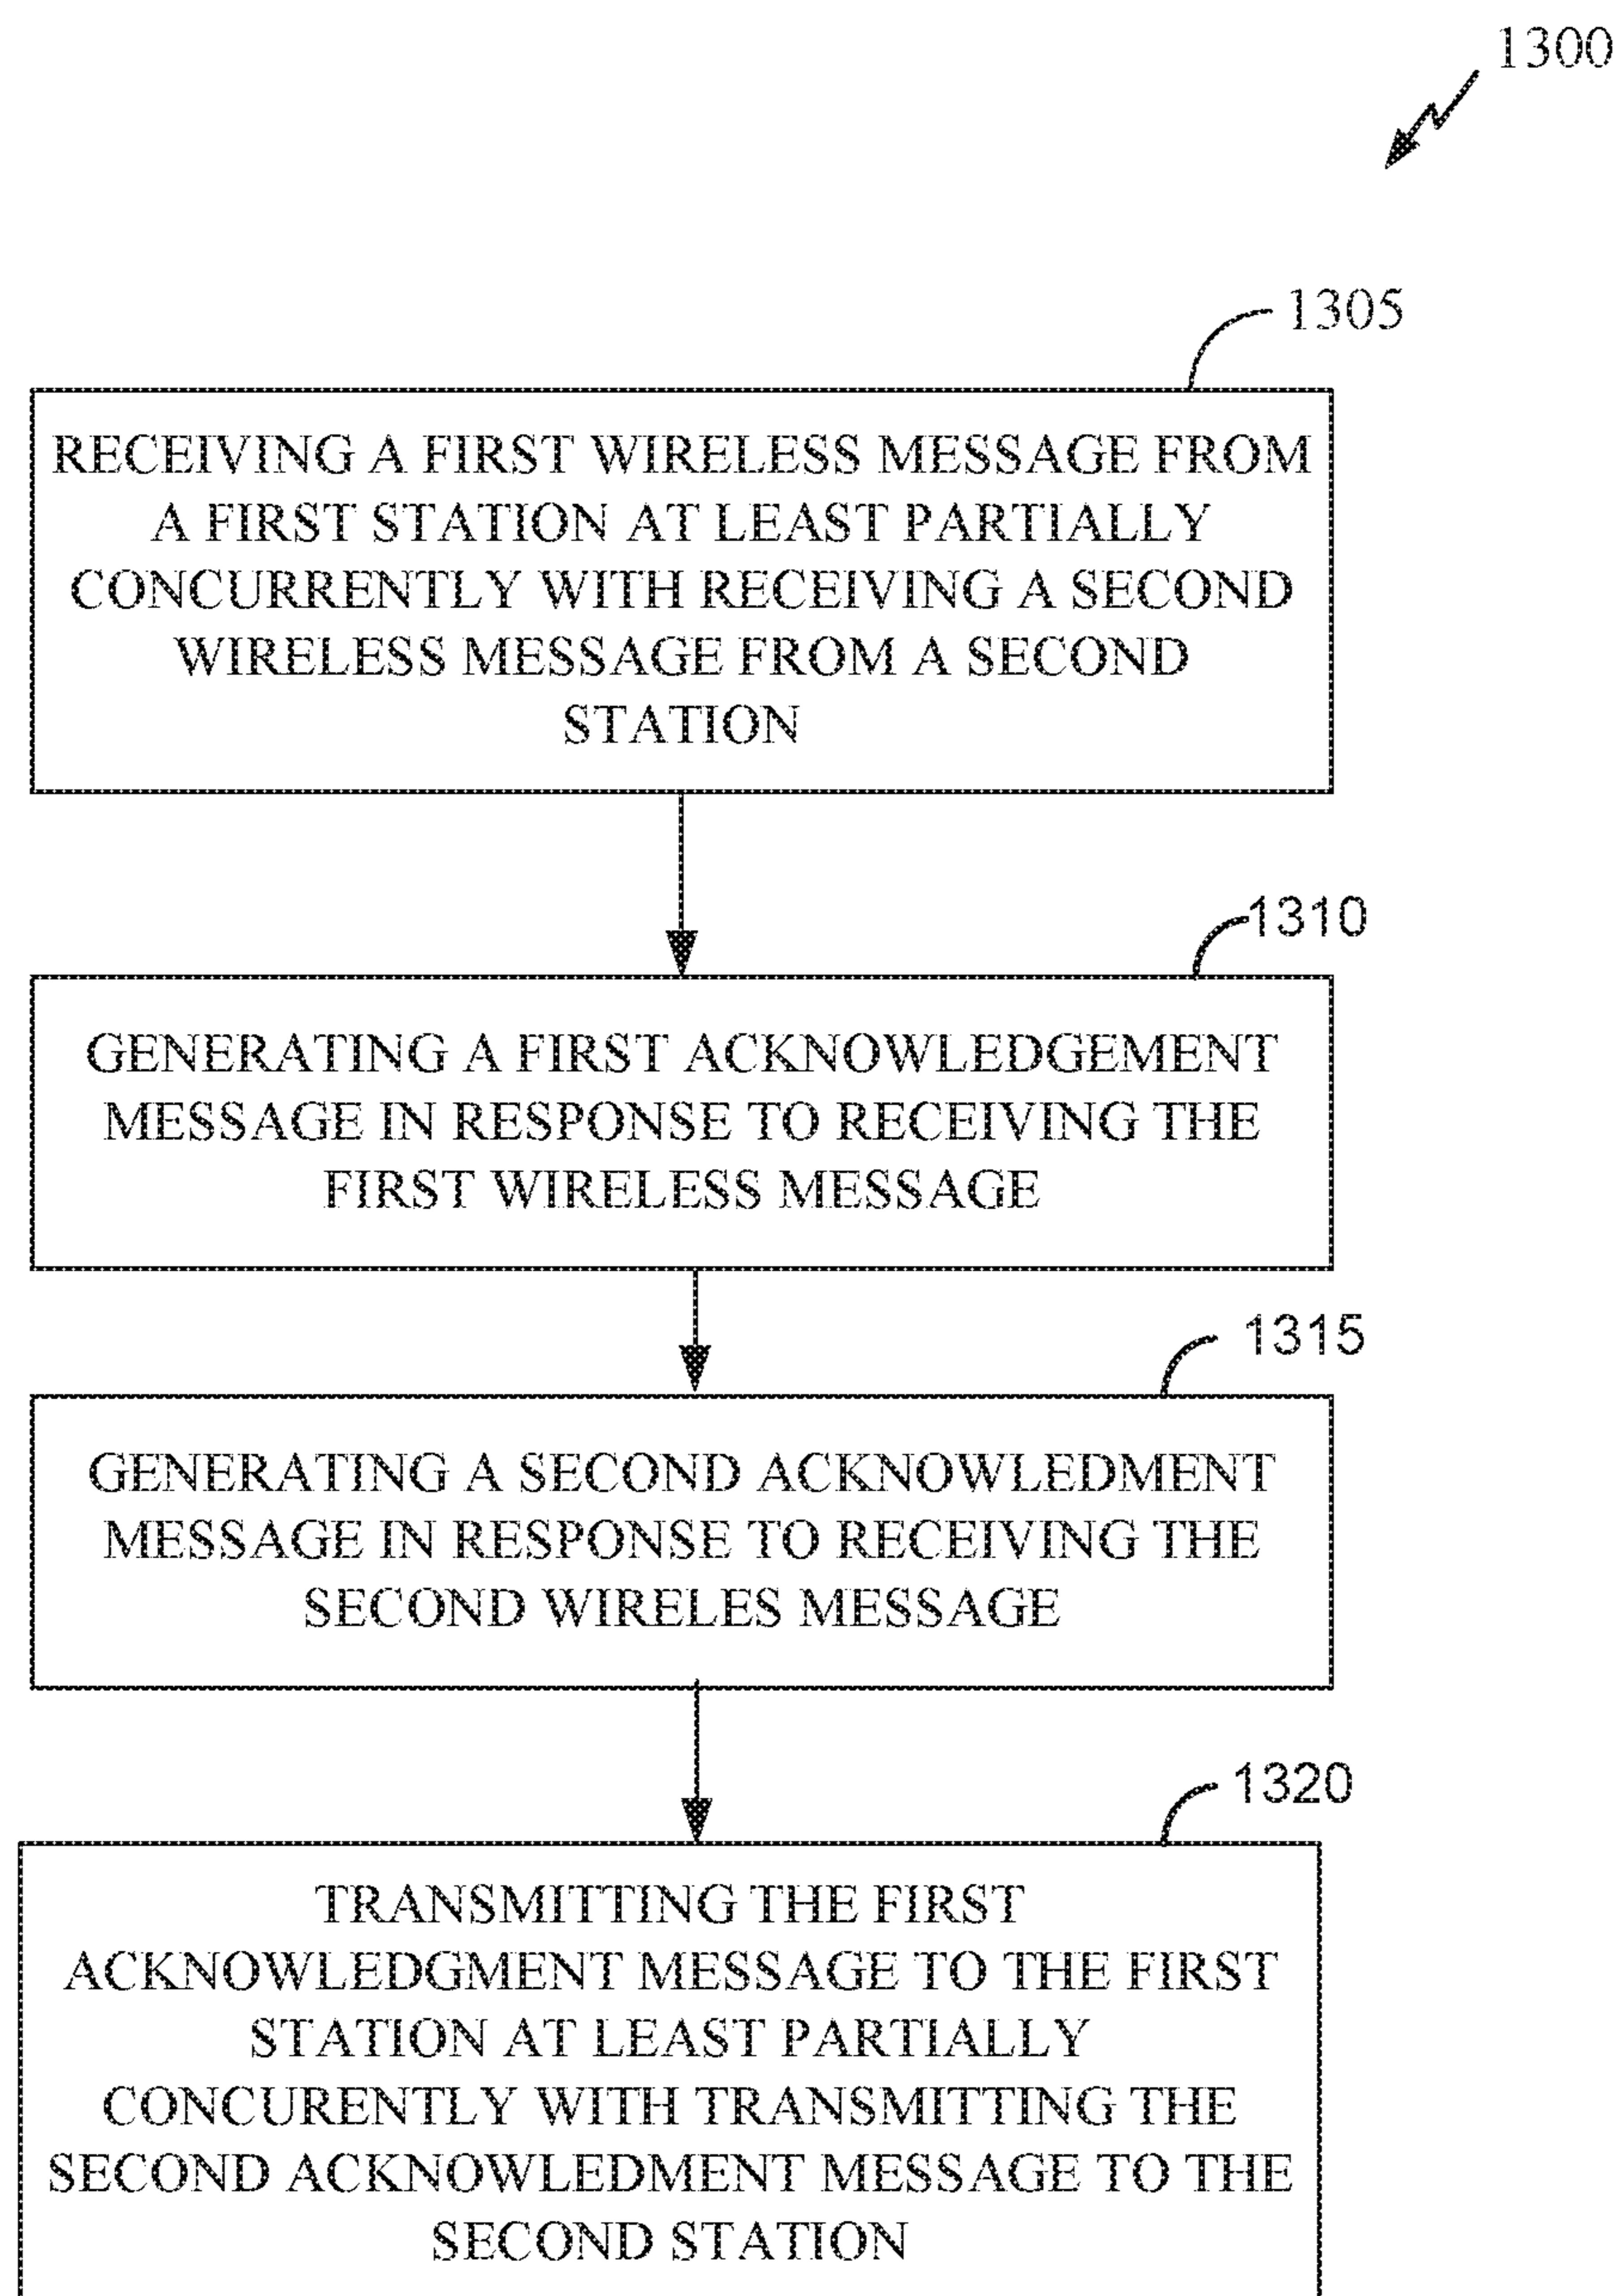 1300
1305
RECEIVING A FIRST WIRELESS MESSAGE FROM
A FIRST STATION AT LEAST PARTIALLY
CONCURRENTLY WITH RECEIVING A SECOND
WIRELESS MESSAGE FROM A SECOND
STATION
1310
GENERATING A FIRST ACKNOWLEDGEMENT
MESSAGE IN RESPONSE TO RECEIVING THE
FIRST WIRELESS MESSAGE
1315
GENERATING A SECOND ACKNOWLEDMENT
MESSAGE IN RESPONSE TO RECEIVING THE
SECOND WIRELES MESSAGE
1320
TRANSMITTING THE FIRST
ACKNOWLEDGMENT MESSAGE TO THE FIRST
STATION AT LEAST PARTIALLY
CONCURENTLY WITH TRANSMITTING THE
SECOND ACKNOWLEDMENT MESSAGE TO THE
SECOND STATION